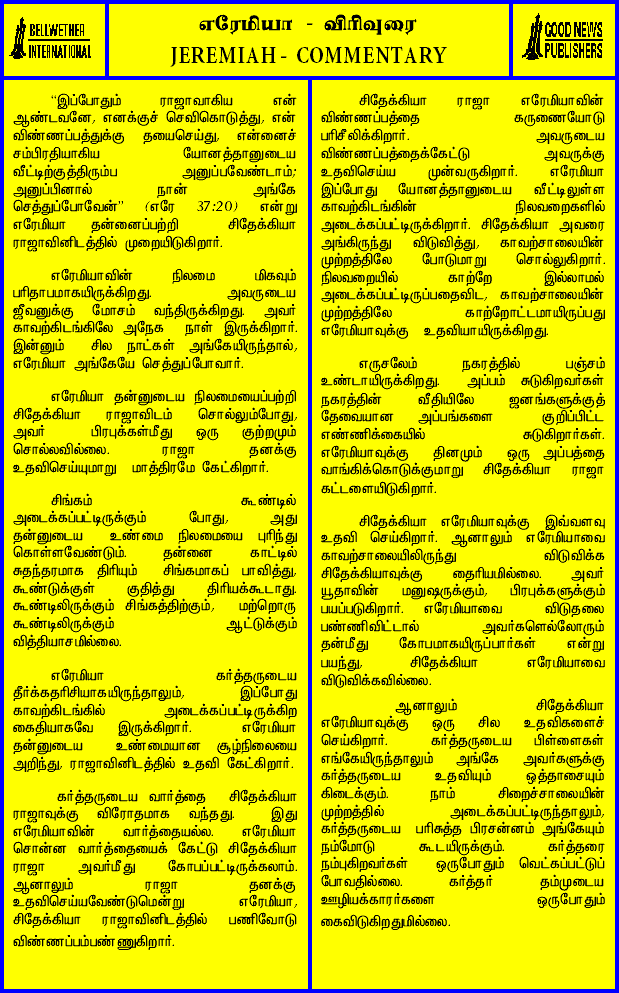 BELLWETHER
INTERNATIONAL
எரேமியா - விரிவுரை
JEREMIAH - COMMENTARY
GOOD NEWS
PUBLISHERS
“இப்போதும் ராஜாவாகிய என்
ஆண்டவனே, எனக்குச் செவிகொடுத்து, என்
விண்ணப்பத்துக்கு தயைசெய்து, என்னைச்
சம்பிரதியாகிய யோனத்தானுடைய
வீட்டிற்குத்திரும்ப அனுப்பவேண்டாம்;
அனுப்பினால் நான் அங்கே
செத்துப்போவேன்” (எரே 37:20) என்று
எரேமியா தன்னைப்பற்றி சிதேக்கியா
ராஜாவினிடத்தில் முறையிடுகிறார்.
எரேமியாவின் நிலமை மிகவும்
பரிதாபமாகயிருக்கிறது. அவருடைய
ஜீவனுக்கு மோசம் வந்திருக்கிறது. அவர்
காவற்கிடங்கிலே அநேக நாள் இருக்கிறார்.
இன்னும் சில நாட்கள் அங்கேயிருந்தால்,
எரேமியா அங்கேயே செத்துப்போவார்.
எரேமியா தன்னுடைய நிலமையைப்பற்றி
சிதேக்கியா ராஜாவிடம் சொல்லும்போது,
அவர் பிரபுக்கள்மீது ஒரு குற்றமும்
சொல்லவில்லை. ராஜா தனக்கு
உதவிசெய்யுமாறு மாத்திரமே கேட்கிறார்.
சிங்கம் கூண்டில்
அடைக்கப்பட்டிருக்கும் போது, அது
தன்னுடைய உண்மை நிலமையை புரிந்து
கொள்ளவேண்டும். தன்னை காட்டில்
சுதந்தரமாக திரியும் சிங்கமாகப் பாவித்து,
கூண்டுக்குள் குதித்து திரியக்கூடாது.
கூண்டிலிருக்கும் சிங்கத்திற்கும், மற்றொரு
கூண்டிலிருக்கும் ஆட்டுக்கும்
வித்தியாசமில்லை.
எரேமியா கர்த்தருடைய
தீர்க்கதரிசியாகயிருந்தாலும், இப்போது
காவற்கிடங்கில் அடைக்கப்பட்டிருக்கிற
கைதியாகவே இருக்கிறார். எரேமியா
தன்னுடைய உண்மையான சூழ்நிலையை
அறிந்து, ராஜாவினிடத்தில் உதவி கேட்கிறார்.
கர்த்தருடைய வார்த்தை சிதேக்கியா
ராஜாவுக்கு விரோதமாக வந்தது. இது
எரேமியாவின் வார்த்தையல்ல. எரேமியா
சொன்ன வார்த்தையைக் கேட்டு சிதேக்கியா
ராஜா அவர்மீது கோபப்பட்டிருக்கலாம்.
ஆனாலும் ராஜா தனக்கு
உதவிசெய்யவேண்டுமென்று எரேமியா,
சிதேக்கியா ராஜாவினிடத்தில் பணிவோடு
விண்ணப்பம்பண்ணுகிறார்.
சிதேக்கியா ராஜா எரேமியாவின்
விண்ணப்பத்தை கருணையோடு
பரிசீலிக்கிறார். அவருடைய
விண்ணப்பத்தைக்கேட்டு அவருக்கு
உதவிசெய்ய முன்வருகிறார். எரேமியா
இப்போது யோனத்தானுடைய வீட்டிலுள்ள
காவற்கிடங்கின் நிலவறைகளில்
அடைக்கப்பட்டிருக்கிறார். சிதேக்கியா அவரை
அங்கிருந்து விடுவித்து, காவற்சாலையின்
முற்றத்திலே போடுமாறு சொல்லுகிறார்.
நிலவறையில் காற்றே இல்லாமல்
அடைக்கப்பட்டிருப்பதைவிட, காவற்சாலையின்
முற்றத்திலே காற்றோட்டமாயிருப்பது
எரேமியாவுக்கு உதவியாயிருக்கிறது.
எருசலேம் நகரத்தில் பஞ்சம்
உண்டாயிருக்கிறது. அப்பம் சுடுகிறவர்கள்
நகரத்தின் வீதியிலே ஜனங்களுக்குத்
தேவையான அப்பங்களை குறிப்பிட்ட
எண்ணிக்கையில் சுடுகிறார்கள்.
எரேமியாவுக்கு தினமும் ஒரு அப்பத்தை
வாங்கிக்கொடுக்குமாறு சிதேக்கியா ராஜா
கட்டளையிடுகிறார்.
சிதேக்கியா எரேமியாவுக்கு இவ்வளவு
உதவி செய்கிறார். ஆனாலும் எரேமியாவை
காவற்சாலையிலிருந்து விடுவிக்க
சிதேக்கியாவுக்கு தைரியமில்லை. அவர்
யூதாவின் மனுஷருக்கும், பிரபுக்களுக்கும்
பயப்படுகிறார். எரேமியாவை விடுதலை
பண்ணிவிட்டால் அவர்களெல்லோரும்
தன்மீது கோபமாகயிருப்பார்கள் என்று
பயந்து, சிதேக்கியா எரேமியாவை
விடுவிக்கவில்லை.
ஆனாலும் சிதேக்கியா
எரேமியாவுக்கு ஒரு சில உதவிகளைச்
செய்கிறார். கர்த்தருடைய பிள்ளைகள்
எங்கேயிருந்தாலும் அங்கே அவர்களுக்கு
கர்த்தருடைய உதவியும் ஒத்தாசையும்
கிடைக்கும். நாம் சிறைச்சாலையின்
முற்றத்தில் அடைக்கப்பட்டிருந்தாலும்,
கர்த்தருடைய பரிசுத்த பிரசன்னம் அங்கேயும்
நம்மோடு கூடயிருக்கும். கர்த்தரை
நம்புகிறவர்கள் ஒருபோதும் வெட்கப்பட்டுப்
போவதில்லை. கர்த்தர் தம்முடைய
ஊழியக்காரர்களை ஒருபோதும்
கைவிடுகிறதுமில்லை.